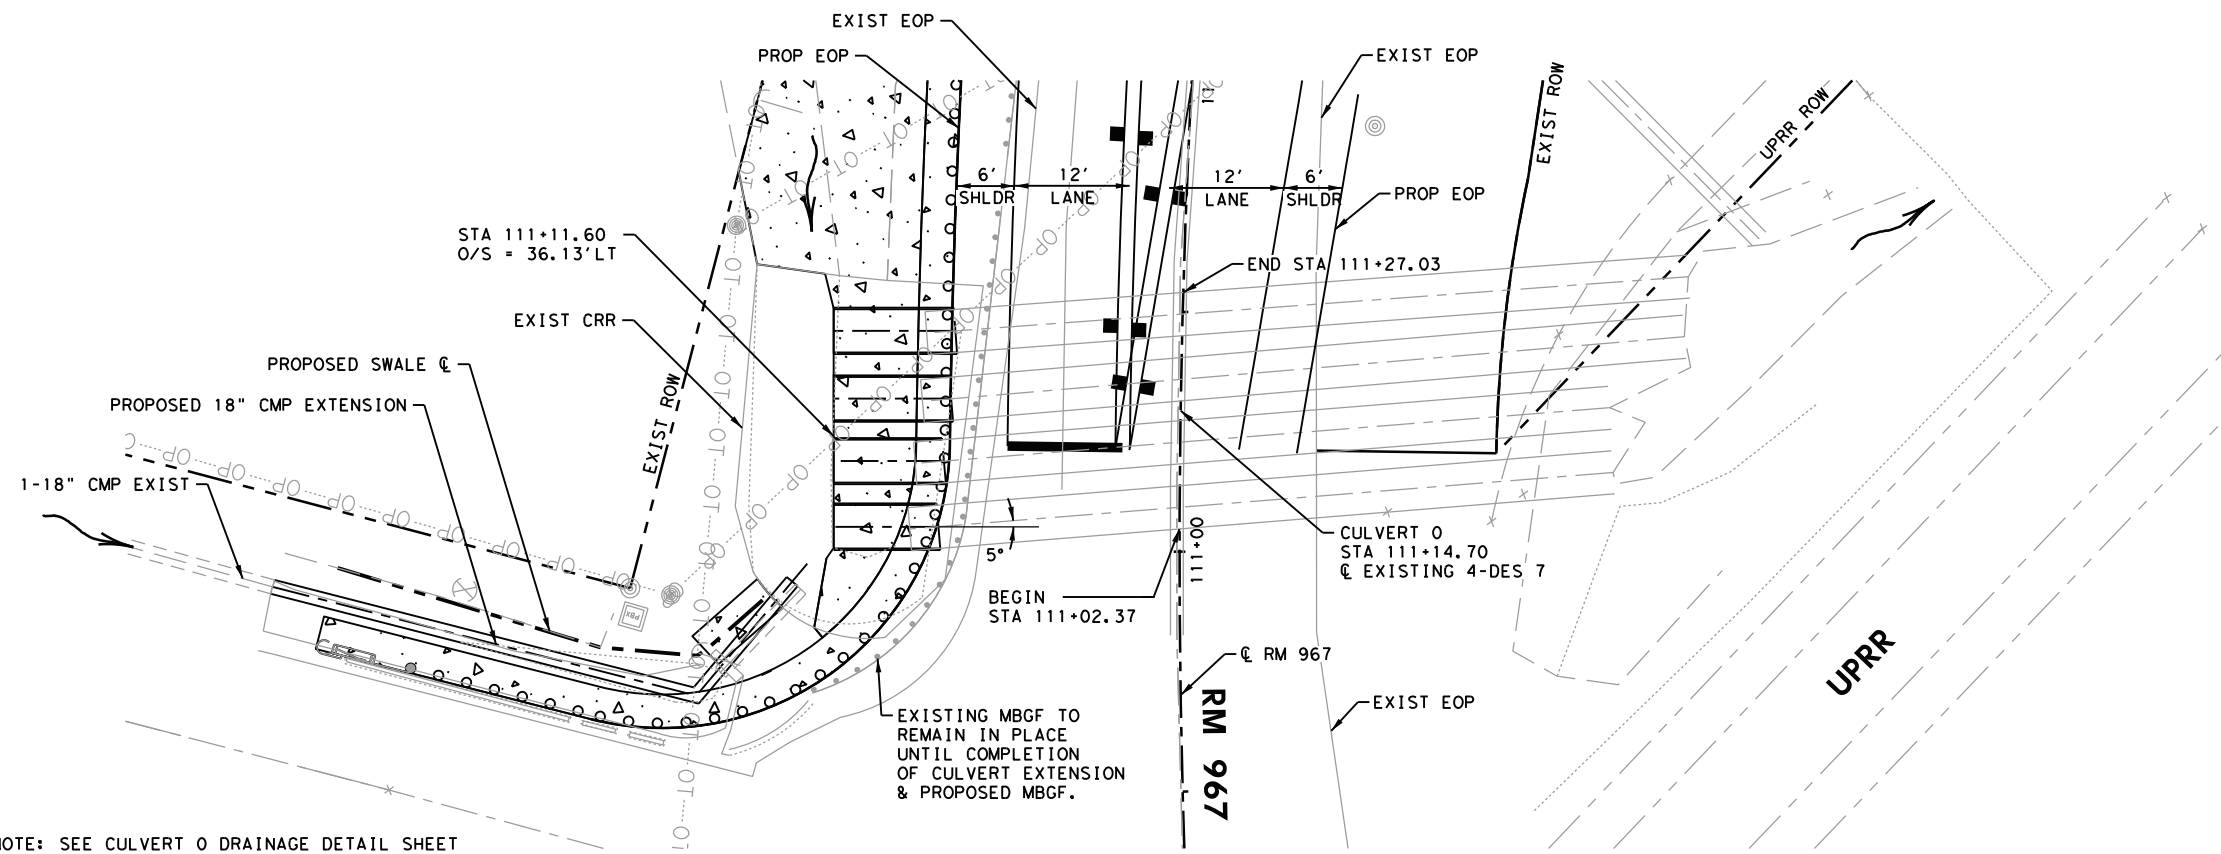 EXIST EOP
PROP EOP
EXIST EOP
EXIST ROW
UPRR ROW
6'
SHLDR
12'
LANE
12'
LANE
6'
SHLDR
PROP EOP
STA 111+11.60
O/S = 36.13'LT
END STA 111+27.03
EXIST CRR
PROPOSED SWALE ℄
PROPOSED 18" CMP EXTENSION
EXIST ROW
1-18" CMP EXIST
5°
111+00
CULVERT O
STA 111+14.70
℄ EXISTING 4-DES 7
BEGIN
STA 111+02.37
℄ RM 967
UPRR
RM 967
EXIST EOP
EXISTING MBGF TO
REMAIN IN PLACE
UNTIL COMPLETION
OF CULVERT EXTENSION
& PROPOSED MBGF.
NOTE: SEE CULVERT O DRAINAGE DETAIL SHEET